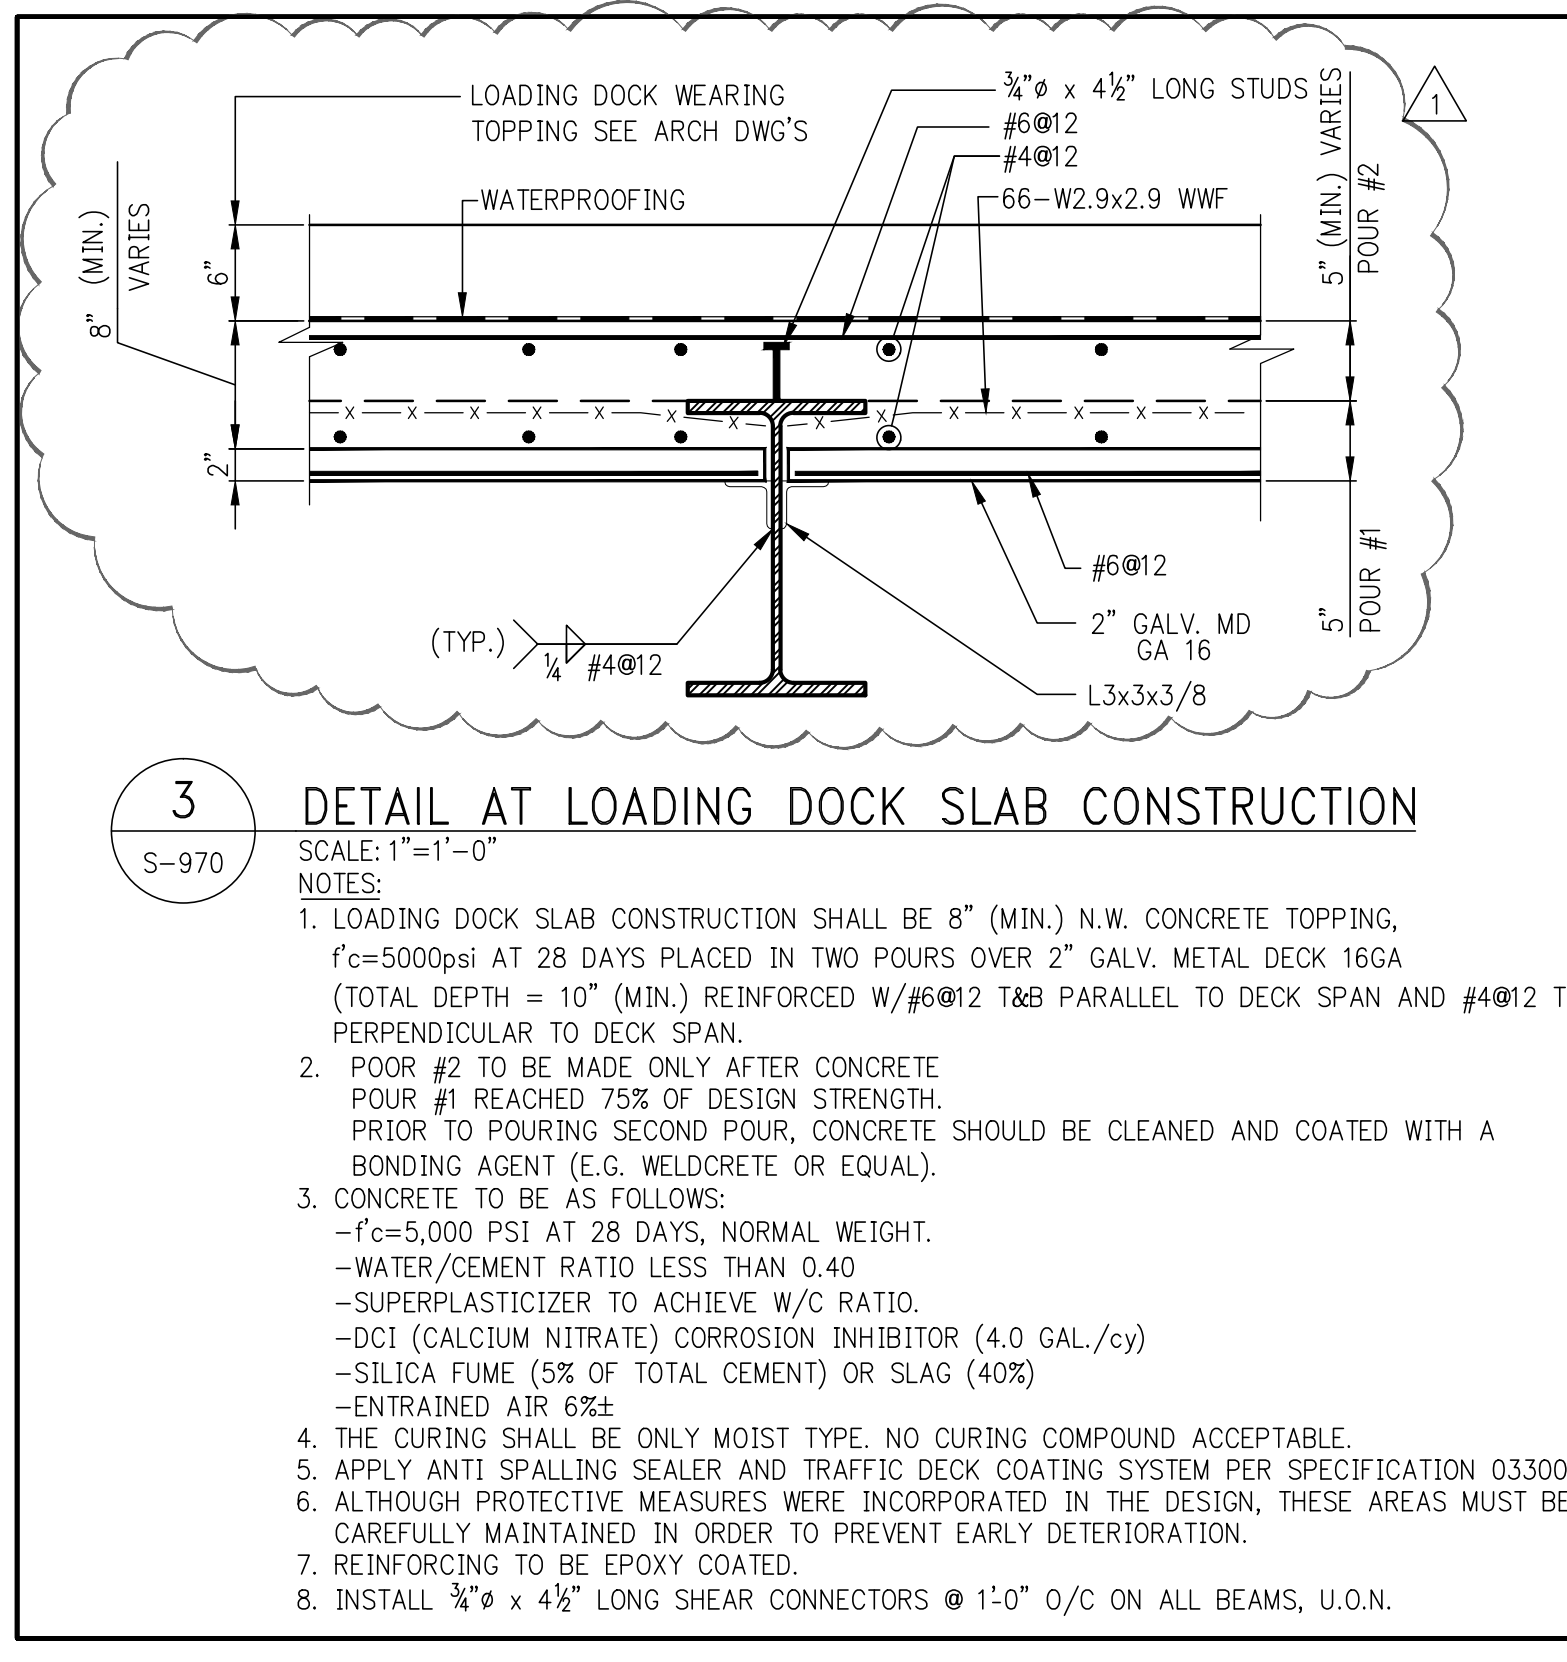 LOADING DOCK WEARING
TOPPING SEE ARCH DWG'S
WATERPROOFING
¾"ø x 4½" LONG STUDS
#6@12
#4@12
66-W2.9x2.9 WWF
1
8" (MIN.)
VARIES
6"
2"
5" (MIN.) VARIES
POUR #2
5"
POUR #1
x x x x x x x x x x x x x
(TYP.)
¼
#4@12
#6@12
2" GALV. MD
GA 16
L3x3x3/8
3
S-970
DETAIL AT LOADING DOCK SLAB CONSTRUCTION
SCALE: 1"=1'-0"
NOTES:
1. LOADING DOCK SLAB CONSTRUCTION SHALL BE 8" (MIN.) N.W. CONCRETE TOPPING,
f'c=5000psi AT 28 DAYS PLACED IN TWO POURS OVER 2" GALV. METAL DECK 16GA
(TOTAL DEPTH = 10" (MIN.) REINFORCED W/#6@12 T&B PARALLEL TO DECK SPAN AND #4@12 T
PERPENDICULAR TO DECK SPAN.
2. POOR #2 TO BE MADE ONLY AFTER CONCRETE
POUR #1 REACHED 75% OF DESIGN STRENGTH.
PRIOR TO POURING SECOND POUR, CONCRETE SHOULD BE CLEANED AND COATED WITH A
BONDING AGENT (E.G. WELDCRETE OR EQUAL).
3. CONCRETE TO BE AS FOLLOWS:
-f'c=5,000 PSI AT 28 DAYS, NORMAL WEIGHT.
-WATER/CEMENT RATIO LESS THAN 0.40
-SUPERPLASTICIZER TO ACHIEVE W/C RATIO.
-DCI (CALCIUM NITRATE) CORROSION INHIBITOR (4.0 GAL./cy)
-SILICA FUME (5% OF TOTAL CEMENT) OR SLAG (40%)
-ENTRAINED AIR 6%±
4. THE CURING SHALL BE ONLY MOIST TYPE. NO CURING COMPOUND ACCEPTABLE.
5. APPLY ANTI SPALLING SEALER AND TRAFFIC DECK COATING SYSTEM PER SPECIFICATION 03300
6. ALTHOUGH PROTECTIVE MEASURES WERE INCORPORATED IN THE DESIGN, THESE AREAS MUST BE
CAREFULLY MAINTAINED IN ORDER TO PREVENT EARLY DETERIORATION.
7. REINFORCING TO BE EPOXY COATED.
8. INSTALL ¾"ø x 4½" LONG SHEAR CONNECTORS @ 1'-0" O/C ON ALL BEAMS, U.O.N.